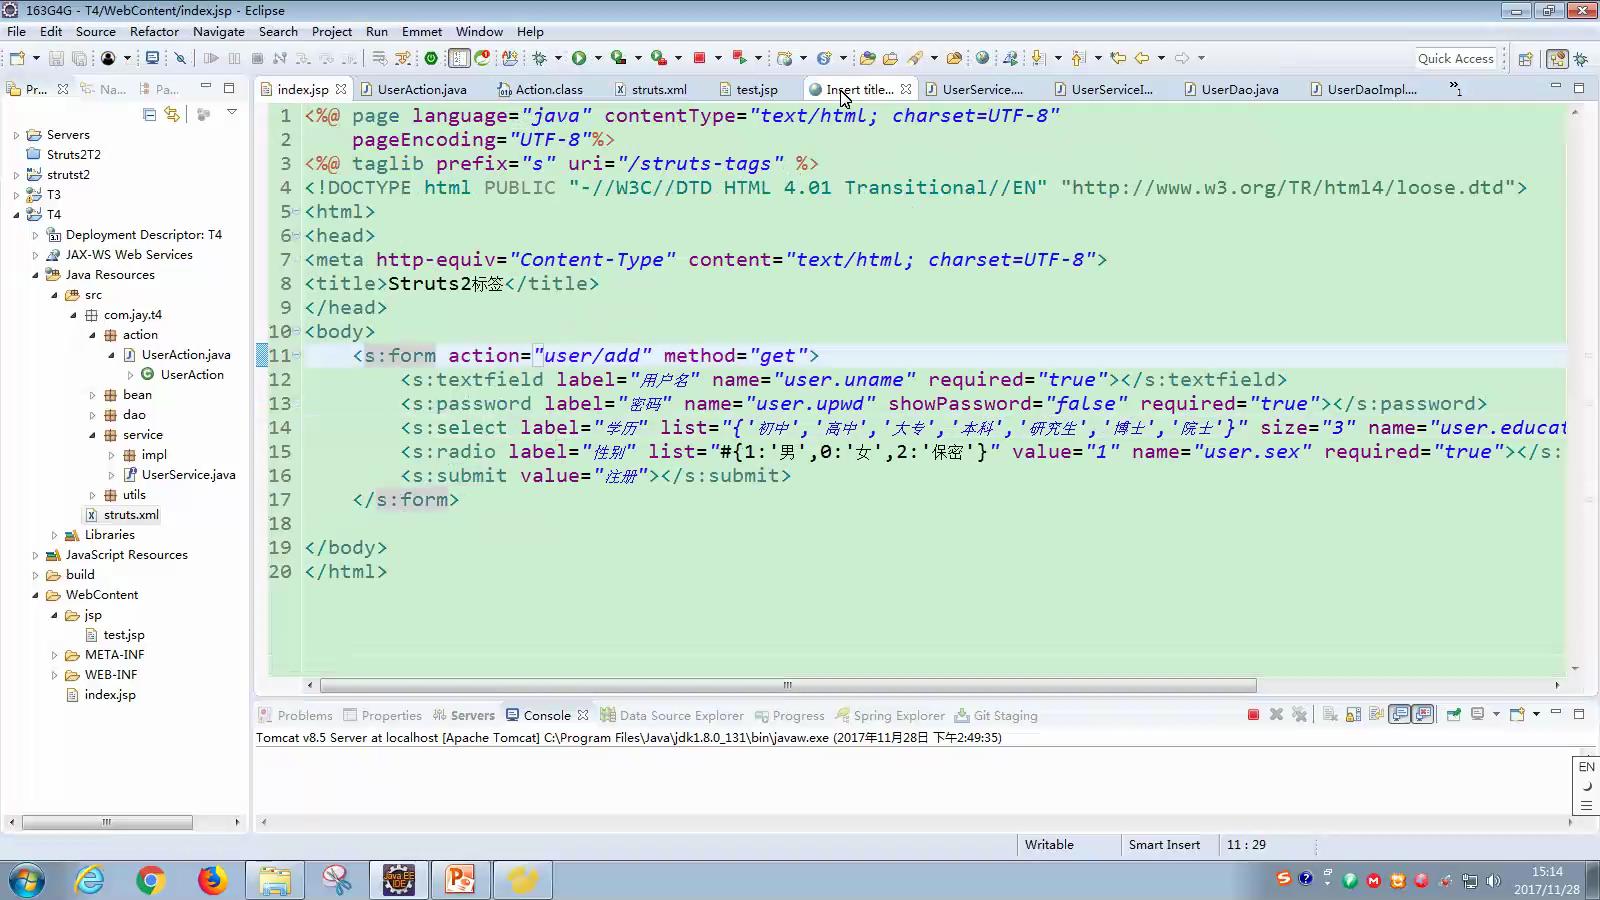 163G4G - T4/WebContent/index.jsp - Eclipse
File Edit Source Refactor Navigate Search Project Run Emmet Window Help
Quick Access
Pr... Na... Pa...
index.jsp UserAction.java Action.class struts.xml test.jsp Insert title... UserService.... UserServiceI... UserDao.java UserDaoImpl.... »1
Servers
Struts2T2
strutst2
T3
T4
Deployment Descriptor: T4
JAX-WS Web Services
Java Resources
src
com.jay.t4
action
UserAction.java
UserAction
bean
dao
service
impl
UserService.java
utils
struts.xml
Libraries
JavaScript Resources
build
WebContent
jsp
test.jsp
META-INF
WEB-INF
index.jsp
1 <%@ page language="java" contentType="text/html; charset=UTF-8"
2 pageEncoding="UTF-8"%>
3 <%@ taglib prefix="s" uri="/struts-tags" %>
4 <!DOCTYPE html PUBLIC "-//W3C//DTD HTML 4.01 Transitional//EN" "http://www.w3.org/TR/html4/loose.dtd">
5 <html>
6 <head>
7 <meta http-equiv="Content-Type" content="text/html; charset=UTF-8">
8 <title>Struts2标签</title>
9 </head>
10 <body>
11 <s:form action="user/add" method="get">
12 <s:textfield label="用户名" name="user.uname" required="true"></s:textfield>
13 <s:password label="密码" name="user.upwd" showPassword="false" required="true"></s:password>
14 <s:select label="学历" list="{'初中','高中','大专','本科','研究生','博士','院士'}" size="3" name="user.educat
15 <s:radio label="性别" list="#{1:'男',0:'女',2:'保密'}" value="1" name="user.sex" required="true"></s:
16 <s:submit value="注册"></s:submit>
17 </s:form>
18
19 </body>
20 </html>
Problems Properties Servers Console Data Source Explorer Progress Spring Explorer Git Staging
Tomcat v8.5 Server at localhost [Apache Tomcat] C:\Program Files\Java\jdk1.8.0_131\bin\javaw.exe (2017年11月28日 下午2:49:35)
EN
Writable Smart Insert 11 : 29
Java EE
IDE
15:14
2017/11/28